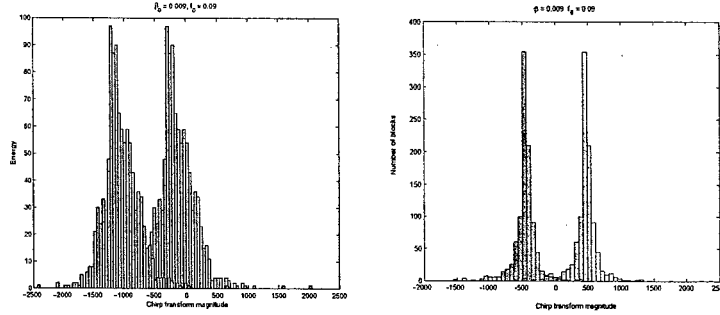 β₀ = 0.009, f₀ = 0.09
100
90
80
70
60
50
40
30
20
10
0
Energy
-2500 -2000 -1500 -1000 -500 0 500 1000 1500 2000 2500
Chirp transform magnitude
β = 0.009 f₀ = 0.09
400
350
300
250
200
150
100
50
0
Number of blocks
-2000 -1500 -1000 -500 0 500 1000 1500 2000 2500
Chirp transform magnitude